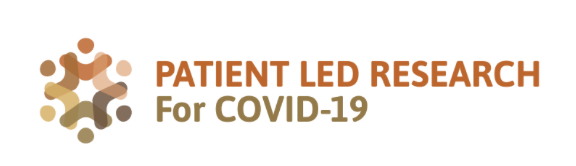 PATIENT LED RESEARCH
For COVID-19